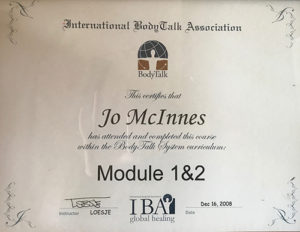 International BodyTalk Association
BodyTalk
This certifies that
Jo McInnes
has attended and completed this course
within the BodyTalk System curriculum:
Module 1&2
LOESJE
Instructor LOESJE
IBA
global healing
Dec 16, 2008
Date